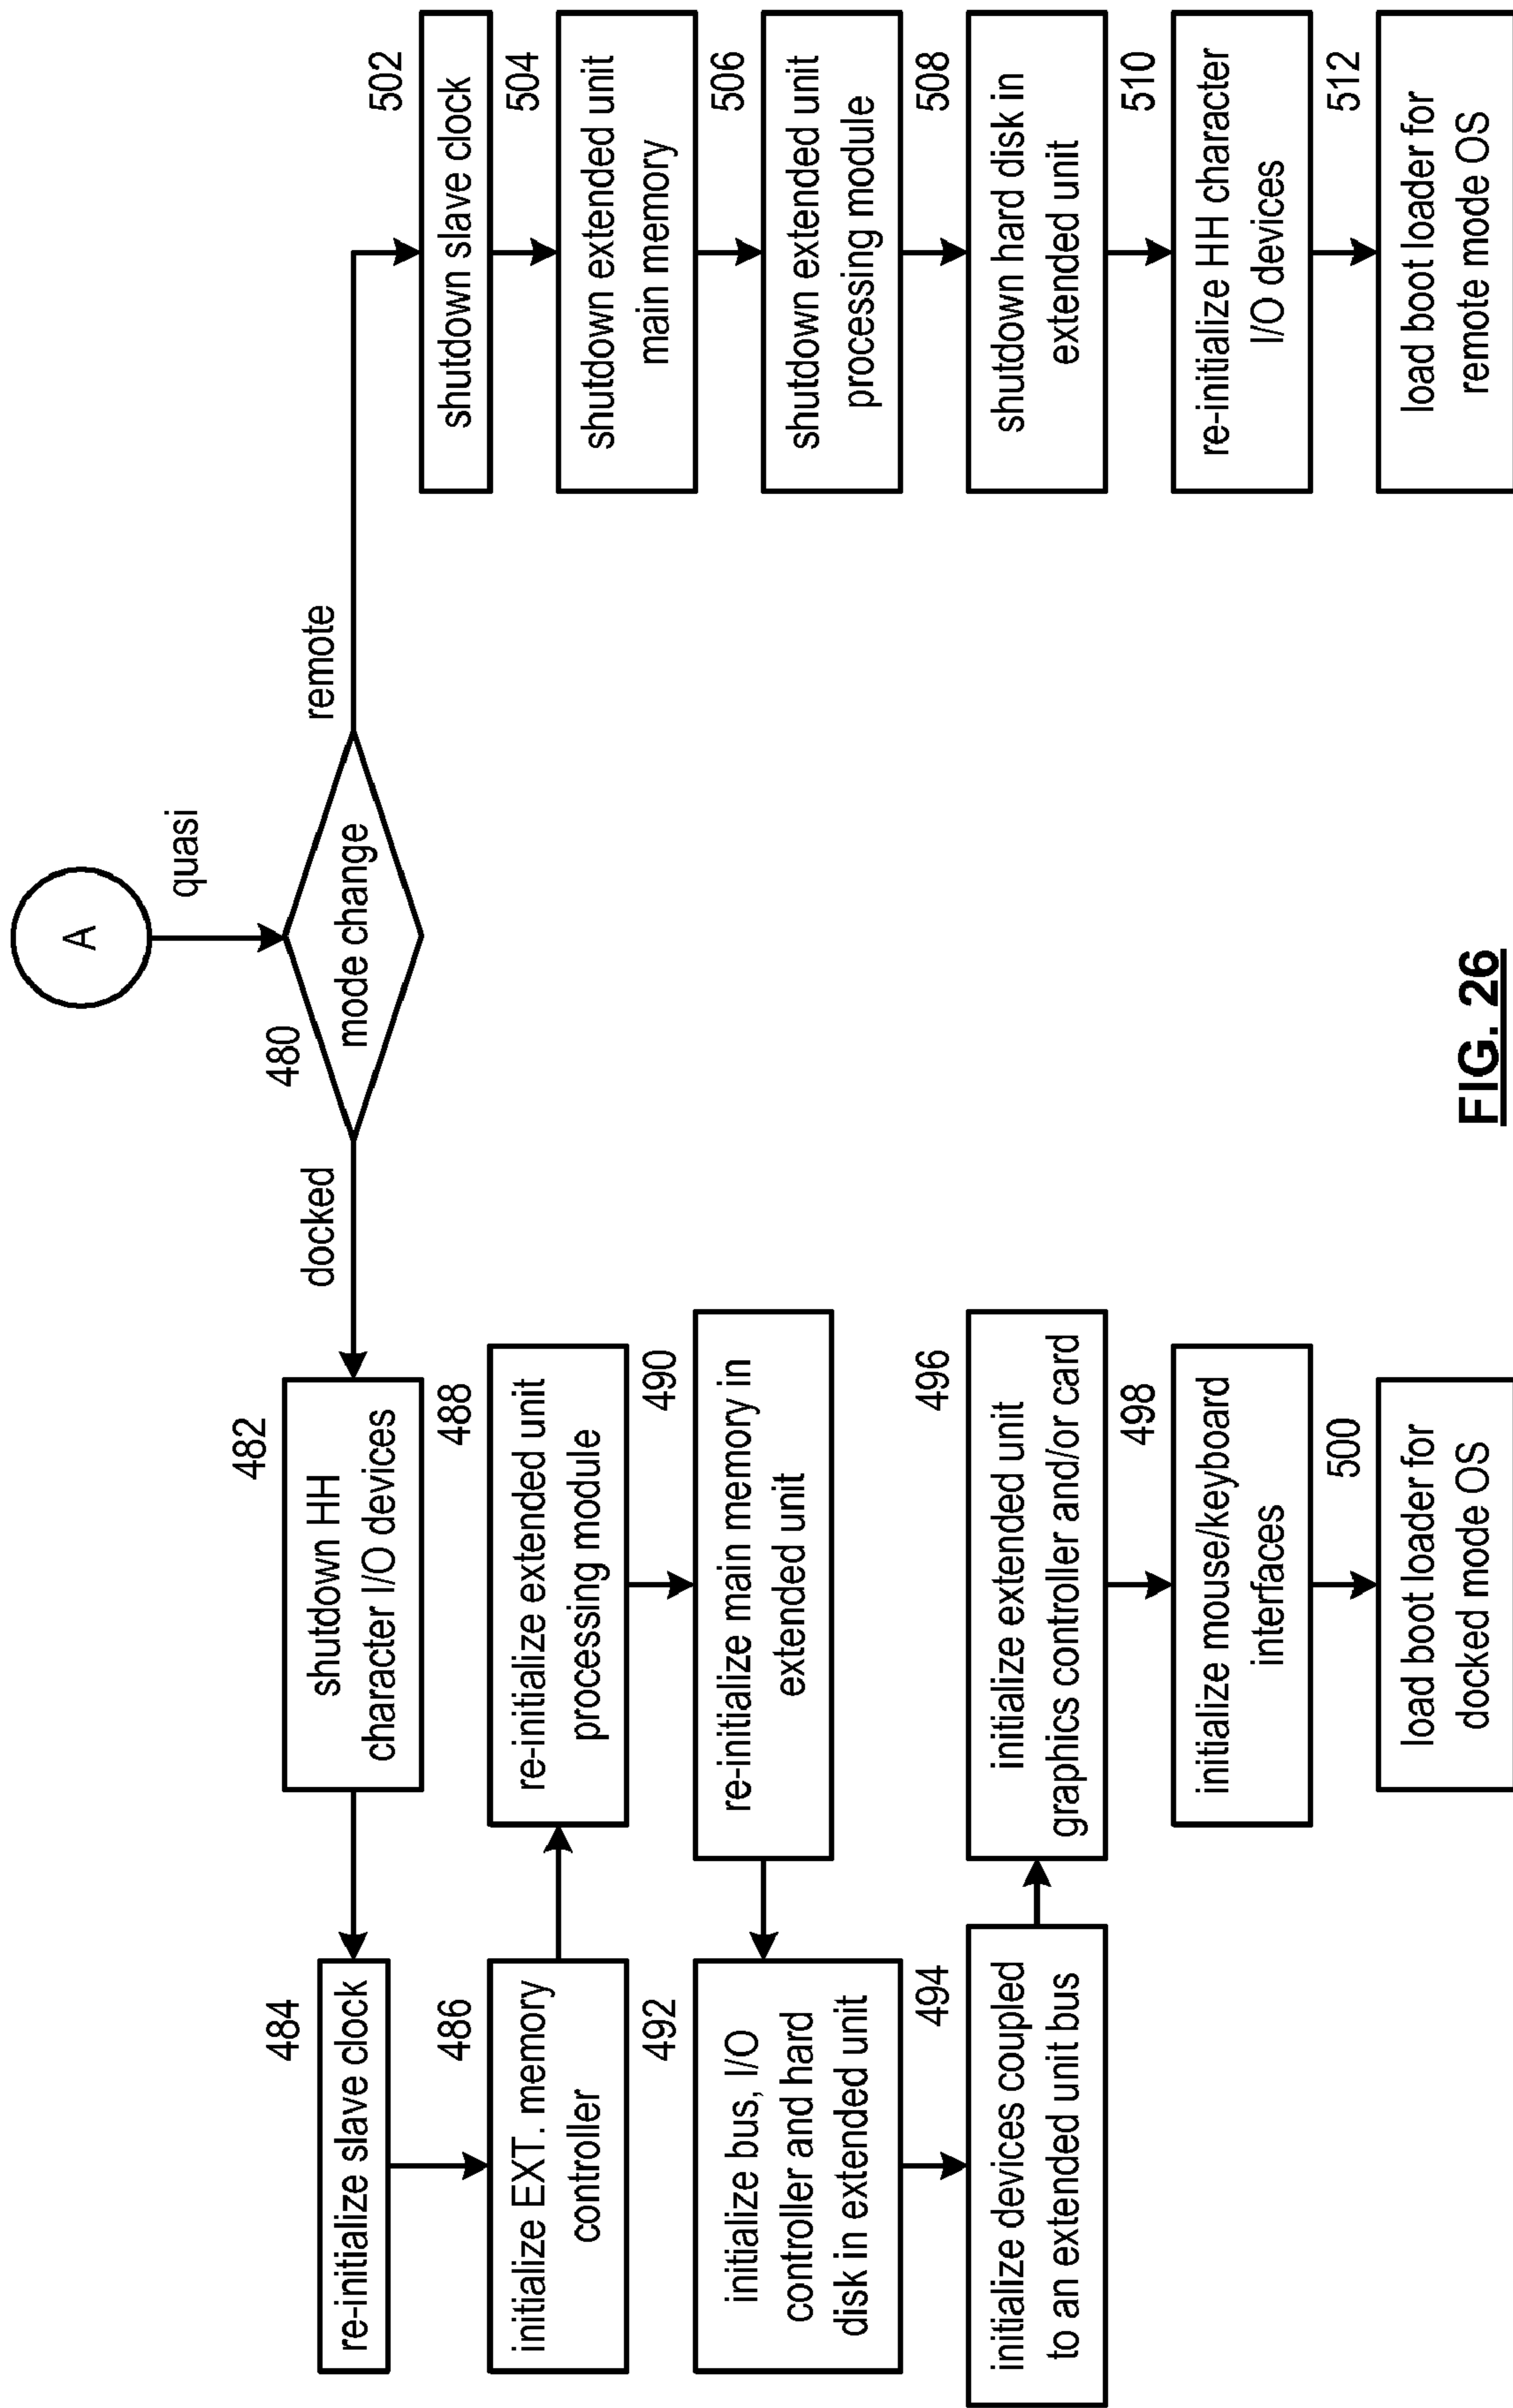 A
quasi
480
mode change
docked
remote
482
shutdown HH
character I/O devices
484
re-initialize slave clock
486
initialize EXT. memory
controller
488
re-initialize extended unit
processing module
490
re-initialize main memory in
extended unit
492
initialize bus, I/O
controller and hard
disk in extended unit
494
initialize devices coupled
to an extended unit bus
496
initialize extended unit
graphics controller and/or card
498
initialize mouse/keyboard
interfaces
500
load boot loader for
docked mode OS
502
shutdown slave clock
504
shutdown extended unit
main memory
506
shutdown extended unit
processing module
508
shutdown hard disk in
extended unit
510
re-initialize HH character
I/O devices
512
load boot loader for
remote mode OS
FIG. 26